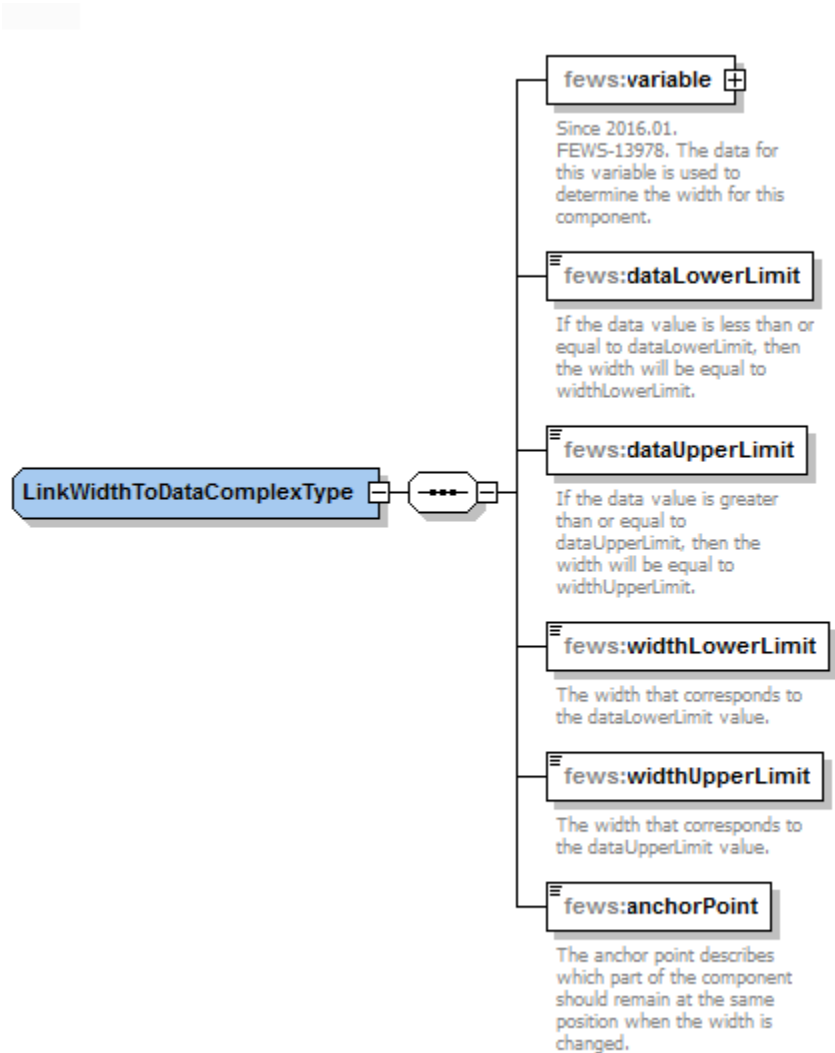 fews:variable
Since 2016.01.
FEWS-13978. The data for
this variable is used to
determine the width for this
component.
fews:dataLowerLimit
If the data value is less than or
equal to dataLowerLimit, then
the width will be equal to
widthLowerLimit.
fews:dataUpperLimit
If the data value is greater
than or equal to
dataUpperLimit, then the
width will be equal to
widthUpperLimit.
LinkWidthToDataComplexType
fews:widthLowerLimit
The width that corresponds to
the dataLowerLimit value.
fews:widthUpperLimit
The width that corresponds to
the dataUpperLimit value.
fews:anchorPoint
The anchor point describes
which part of the component
should remain at the same
position when the width is
changed.